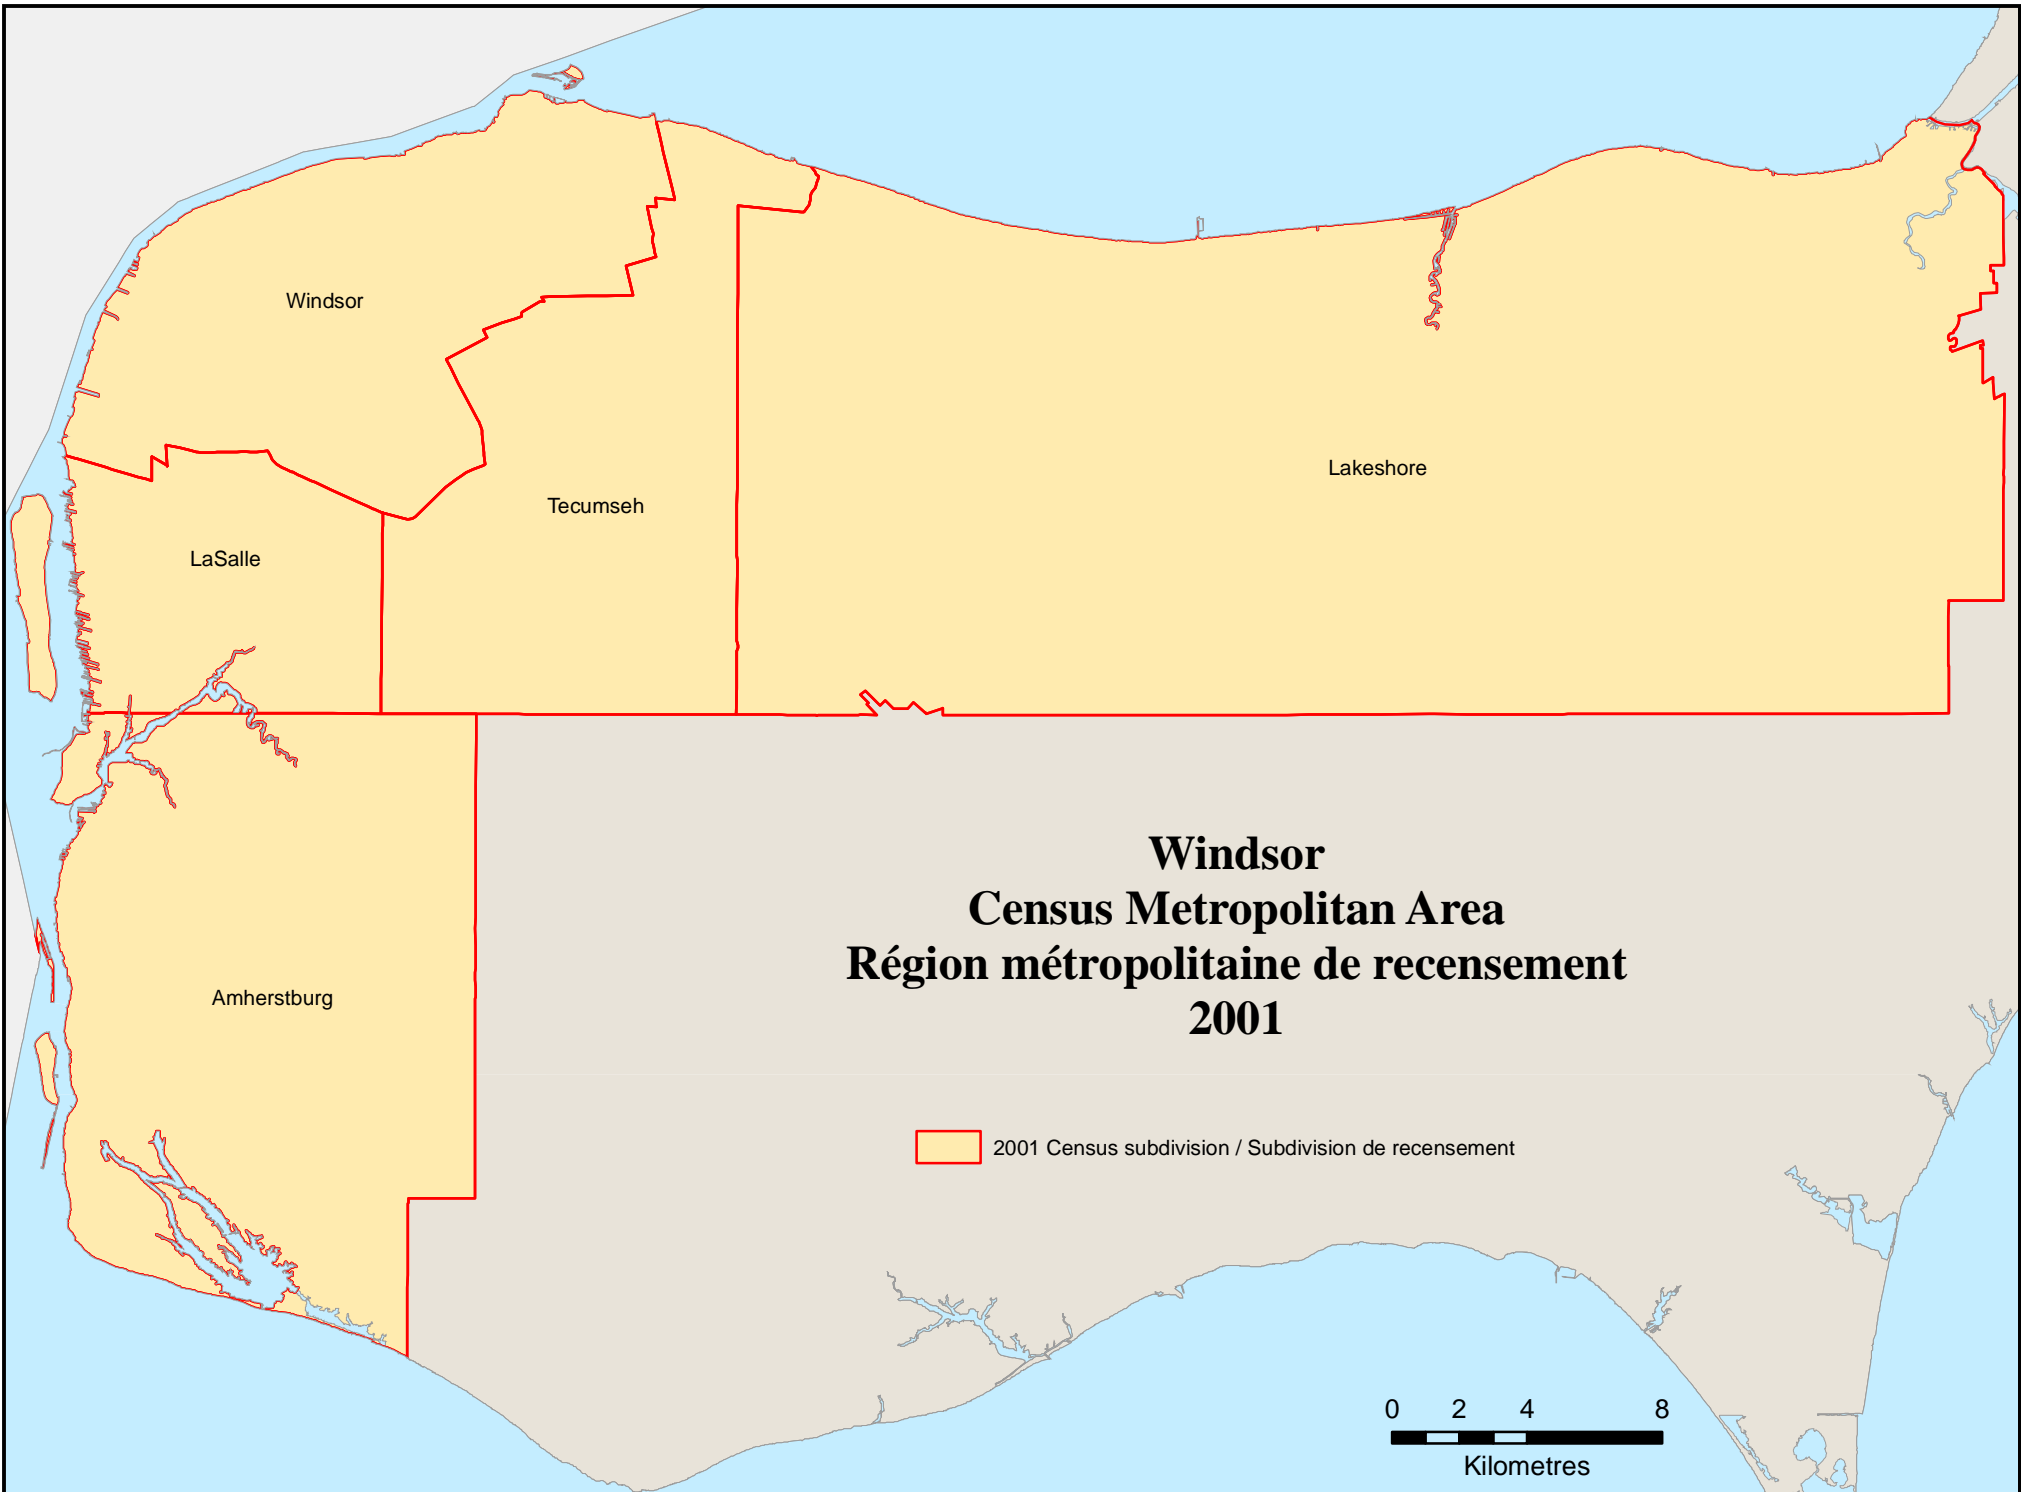 Windsor
Lakeshore
Tecumseh
LaSalle
Windsor
Census Metropolitan Area
Région métropolitaine de recensement
2001
Amherstburg
2001 Census subdivision / Subdivision de recensement
0 2 4 8
Kilometres